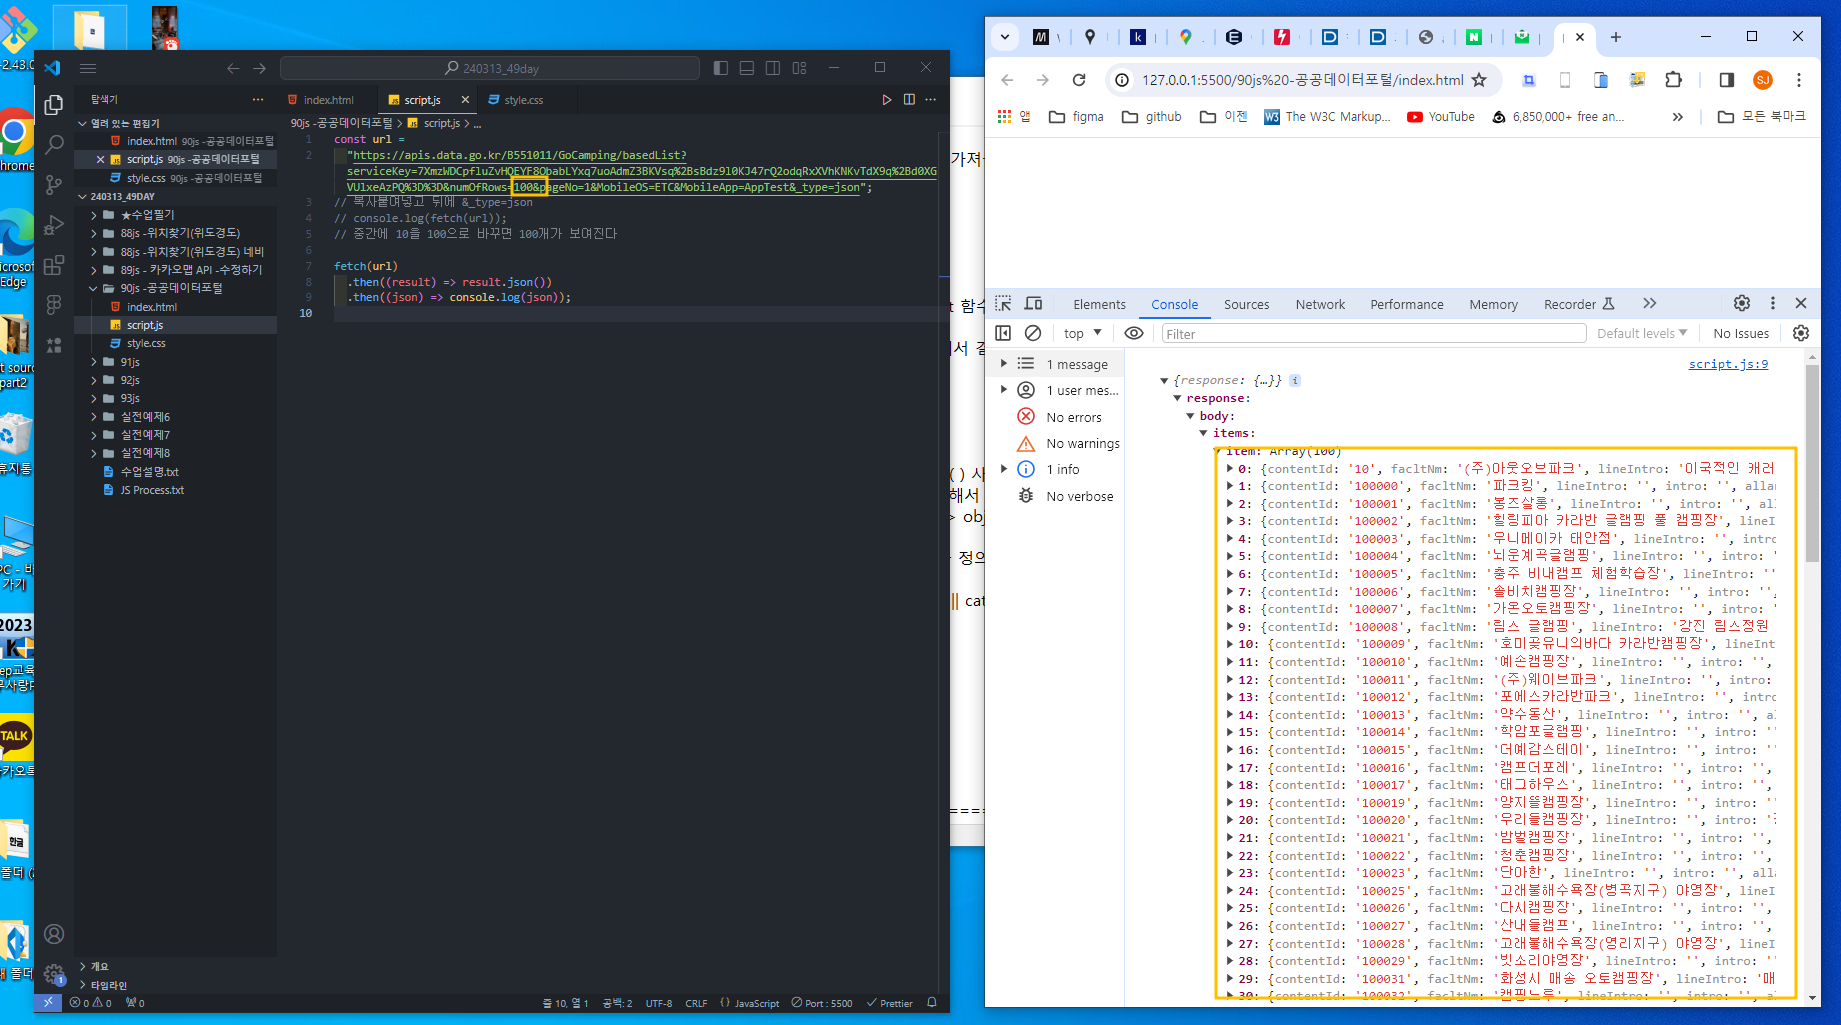 240313_49day
탐색기
index.html
script.js
style.css
열려 있는 편집기
index.html 90js -공공데이터포털
script.js 90js -공공데이터포털
style.css 90js -공공데이터포털
240313_49DAY
★수업필기
88js -위치찾기(위도경도)
88js -위치찾기(위도경도) 네비
89js - 카카오맵 API -수정하기
90js -공공데이터포털
index.html
script.js
style.css
91js
92js
93js
실전예제6
실전예제7
실전예제8
수업설명.txt
JS Process.txt
개요
타임라인
90js -공공데이터포털 > script.js > ...
1 const url =
2 "https://apis.data.go.kr/B551011/GoCamping/basedList?
VUlxeAzPQ%3D%3D&numOfRows=100&pageNo=1&MobileOS=ETC&MobileApp=AppTest&_type=json";
3 // 복사붙여넣고 뒤에 &_type=json
4 // console.log(fetch(url));
5 // 중간에 10을 100으로 바꾸면 100개가 보여진다
6
7 fetch(url)
8 .then((result) => result.json())
9 .then((json) => console.log(json));
10
0 0 0
줄 10, 열 1 공백: 2 UTF-8 CRLF {} JavaScript Port : 5500 Prettier
127.0.0.1:5500/90js%20-공공데이터포털/index.html
앱 figma github 이젠 The W3C Markup... YouTube 6,850,000+ free an... » 모든 북마크
Elements Console Sources Network Performance Memory Recorder
top Filter Default levels No Issues
1 message
1 user mes...
No errors
No warnings
1 info
No verbose
script.js:9
{response: {…}}
response:
body:
items:
item: Array(100)
0: {contentId: '10', facltNm: '(주)아웃오브파크', lineIntro: '이국적인 캐러
1: {contentId: '100000', facltNm: '파크킹', lineIntro: '', intro: '', allar
2: {contentId: '100001', facltNm: '봉즈살롱', lineIntro: '', intro: '', al
3: {contentId: '100002', facltNm: '힐링피아 카라반 글램핑 풀 캠핑장', lineI
4: {contentId: '100003', facltNm: '무니메이카 태안점', lineIntro: '', intro
5: {contentId: '100004', facltNm: '뇌운계곡글램핑', lineIntro: '', intro: '
6: {contentId: '100005', facltNm: '충주 비내캠프 체험학습장', lineIntro: ''
7: {contentId: '100006', facltNm: '솔비치캠핑장', lineIntro: '', intro: '',
8: {contentId: '100007', facltNm: '가온오토캠핑장', lineIntro: '', intro: '
9: {contentId: '100008', facltNm: '림스 글램핑', lineIntro: '강진 림스정원
10: {contentId: '100009', facltNm: '호미곶유니의바다 카라반캠핑장', lineInt
11: {contentId: '100010', facltNm: '예손캠핑장', lineIntro: '', intro: '',
12: {contentId: '100011', facltNm: '(주)웨이브파크', lineIntro: '', intro:
13: {contentId: '100012', facltNm: '포에스카라반파크', lineIntro: '', intro
14: {contentId: '100013', facltNm: '약수동산', lineIntro: '', intro: '', al
15: {contentId: '100014', facltNm: '학암포글램핑', lineIntro: '', intro: ''
16: {contentId: '100015', facltNm: '더예감스테이', lineIntro: '', intro: ''
17: {contentId: '100016', facltNm: '캠프더포레', lineIntro: '', intro: '',
18: {contentId: '100017', facltNm: '태그하우스', lineIntro: '', intro: '',
19: {contentId: '100019', facltNm: '양지뜰캠핑장', lineIntro: '', intro: ''
20: {contentId: '100020', facltNm: '우리들캠핑장', lineIntro: '', intro: '
21: {contentId: '100021', facltNm: '밤벌캠핑장', lineIntro: '', intro: '',
22: {contentId: '100022', facltNm: '청춘캠핑장', lineIntro: '', intro: '',
23: {contentId: '100023', facltNm: '단아한', lineIntro: '', intro: '', alla
24: {contentId: '100025', facltNm: '고래불해수욕장(병곡지구) 야영장', lineI
25: {contentId: '100026', facltNm: '다시캠핑장', lineIntro: '', intro: '',
26: {contentId: '100027', facltNm: '산내들캠프', lineIntro: '', intro: '',
27: {contentId: '100028', facltNm: '고래불해수욕장(영리지구) 야영장', lineI
28: {contentId: '100029', facltNm: '빗소리야영장', lineIntro: '', intro: ''
29: {contentId: '100031', facltNm: '화성시 매송 오토캠핑장', lineIntro: '매
30: {contentId: '100032', facltNm: '캠핑노루', lineIntro: '', intro: '', al